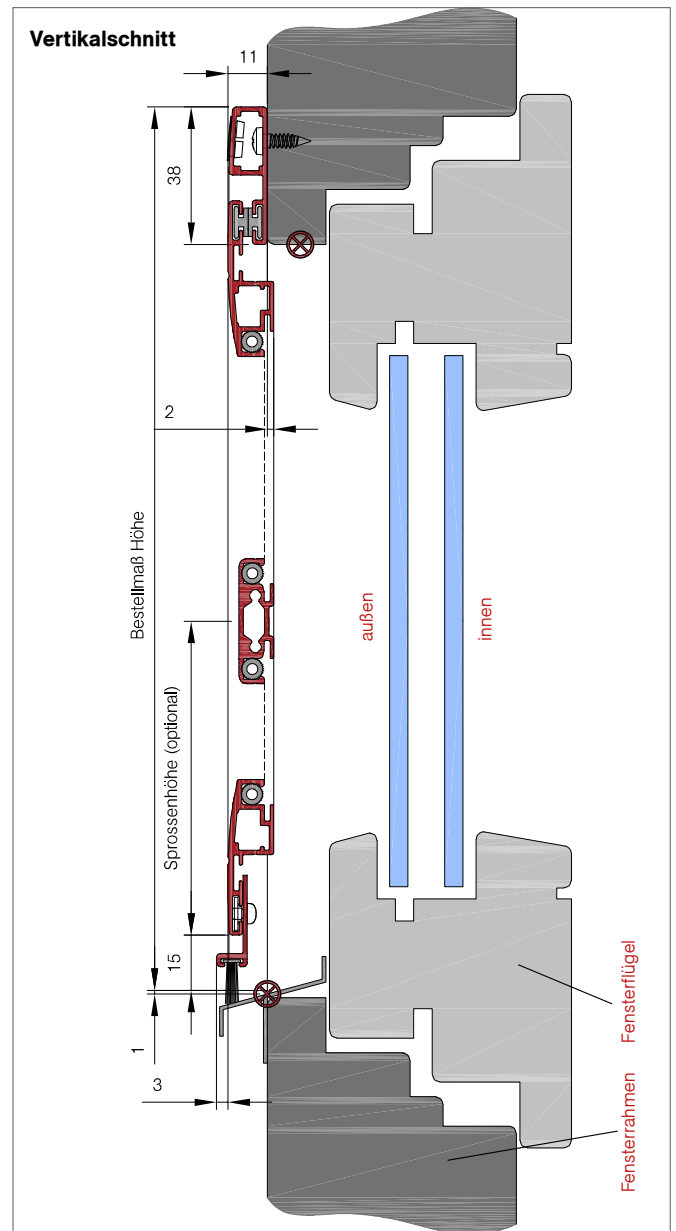 Vertikalschnitt
11
38
2
Bestellmaß Höhe
außen
innen
Sprossenhöhe (optional)
15
1
3
Fensterflügel
Fensterrahmen